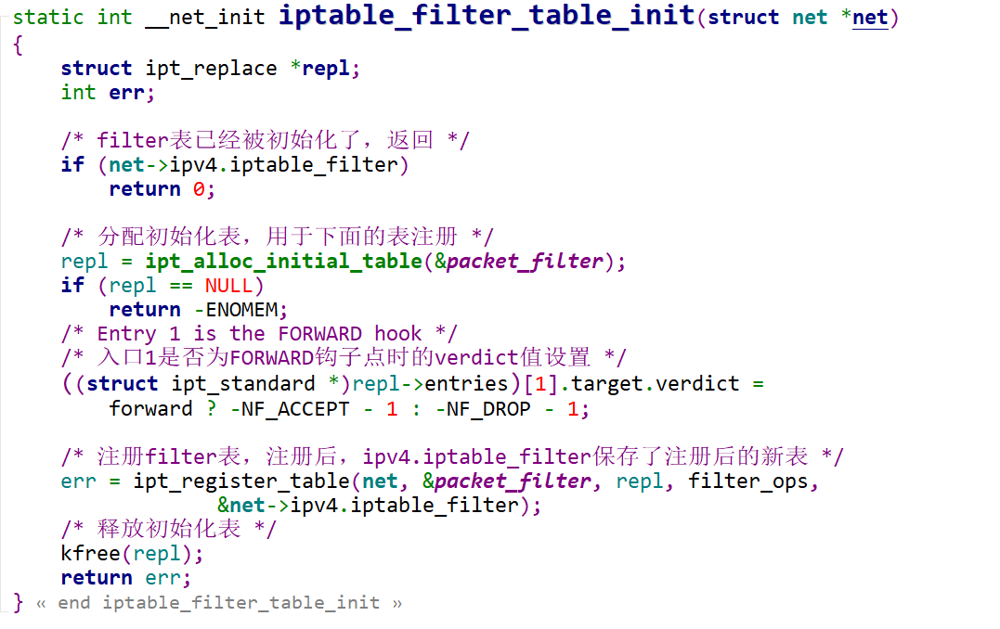 static int __net_init iptable_filter_table_init(struct net *net)
{
    struct ipt_replace *repl;
    int err;

    /* filter表已经被初始化了，返回 */
    if (net->ipv4.iptable_filter)
        return 0;

    /* 分配初始化表，用于下面的表注册 */
    repl = ipt_alloc_initial_table(&packet_filter);
    if (repl == NULL)
        return -ENOMEM;
    /* Entry 1 is the FORWARD hook */
    /* 入口1是否为FORWARD钩子点时的verdict值设置 */
    ((struct ipt_standard *)repl->entries)[1].target.verdict =
        forward ? -NF_ACCEPT - 1 : -NF_DROP - 1;

    /* 注册filter表，注册后，ipv4.iptable_filter保存了注册后的新表 */
    err = ipt_register_table(net, &packet_filter, repl, filter_ops,
                 &net->ipv4.iptable_filter);
    /* 释放初始化表 */
    kfree(repl);
    return err;
} « end iptable_filter_table_init »